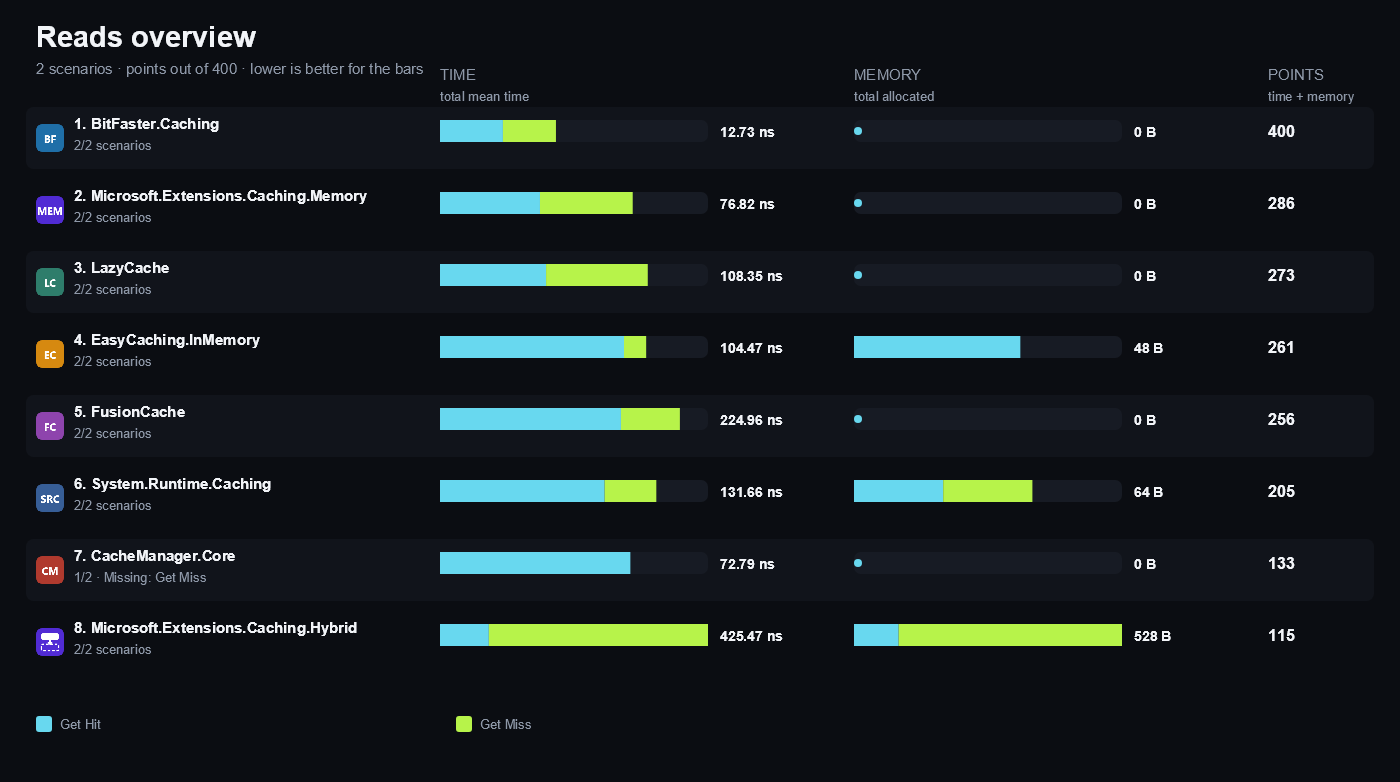 Reads overview
2 scenarios · points out of 400 · lower is better for the bars
TIME
total mean time
MEMORY
total allocated
POINTS
time + memory
BF
1. BitFaster.Caching
2/2 scenarios
12.73 ns
0 B
400
MEM
2. Microsoft.Extensions.Caching.Memory
2/2 scenarios
76.82 ns
0 B
286
LC
3. LazyCache
2/2 scenarios
108.35 ns
0 B
273
EC
4. EasyCaching.InMemory
2/2 scenarios
104.47 ns
48 B
261
FC
5. FusionCache
2/2 scenarios
224.96 ns
0 B
256
SRC
6. System.Runtime.Caching
2/2 scenarios
131.66 ns
64 B
205
CM
7. CacheManager.Core
1/2 · Missing: Get Miss
72.79 ns
0 B
133
8. Microsoft.Extensions.Caching.Hybrid
2/2 scenarios
425.47 ns
528 B
115
Get Hit
Get Miss